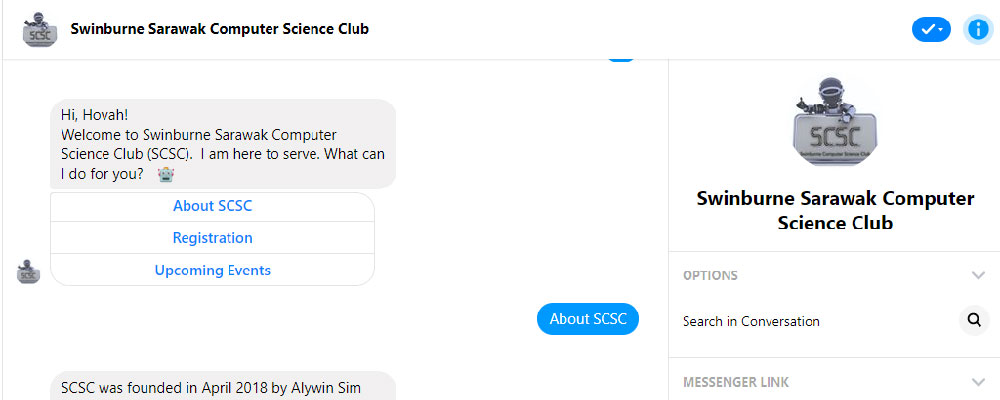 Swinburne Sarawak Computer Science Club
Hi, Hovah!
Welcome to Swinburne Sarawak Computer
Science Club (SCSC).  I am here to serve. What can
I do for you?
About SCSC
Registration
Upcoming Events
About SCSC
SCSC was founded in April 2018 by Alywin Sim
SCSC
Swinburne Computer Science Club
Swinburne Sarawak Computer
Science Club
OPTIONS
Search in Conversation
MESSENGER LINK